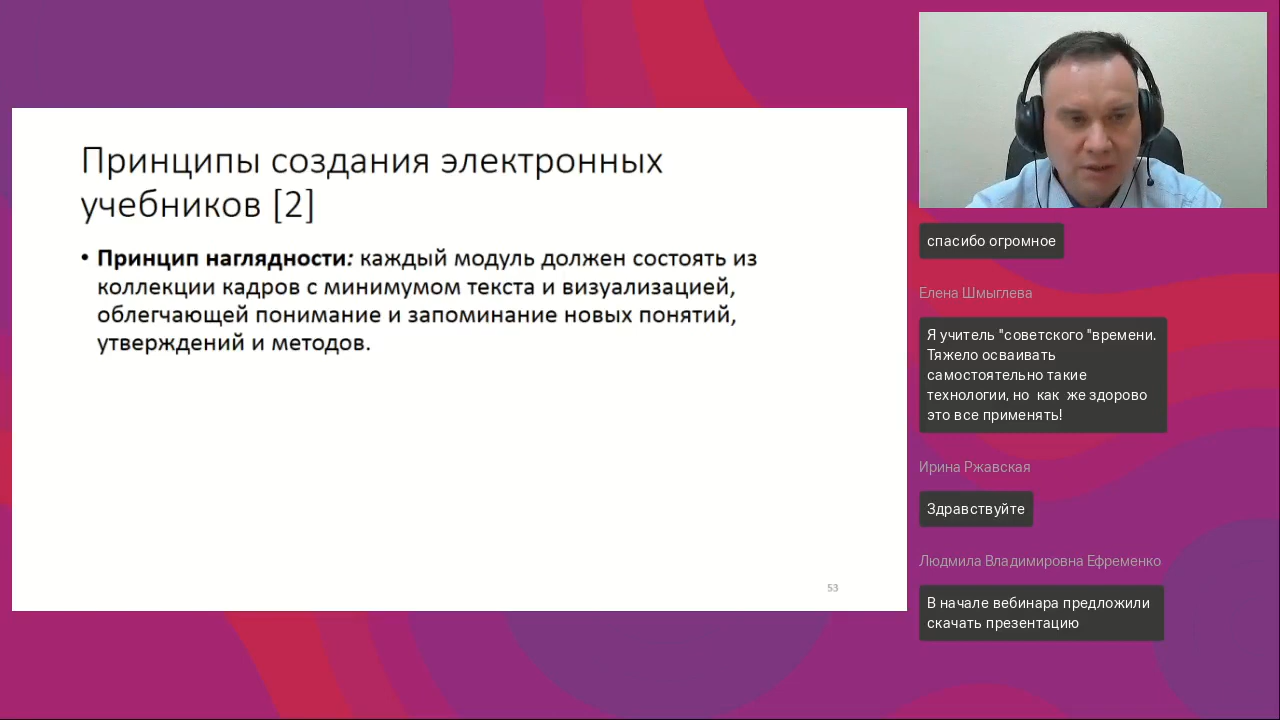 Принципы создания электронных
учебников [2]
• Принцип наглядности: каждый модуль должен состоять из
коллекции кадров с минимумом текста и визуализацией,
облегчающей понимание и запоминание новых понятий,
утверждений и методов.
53
спасибо огромное
Елена Шмыглева
Я учитель "советского "времени.
Тяжело осваивать
самостоятельно такие
технологии, но как же здорово
это все применять!
Ирина Ржавская
Здравствуйте
Людмила Владимировна Ефременко
В начале вебинара предложили
скачать презентацию